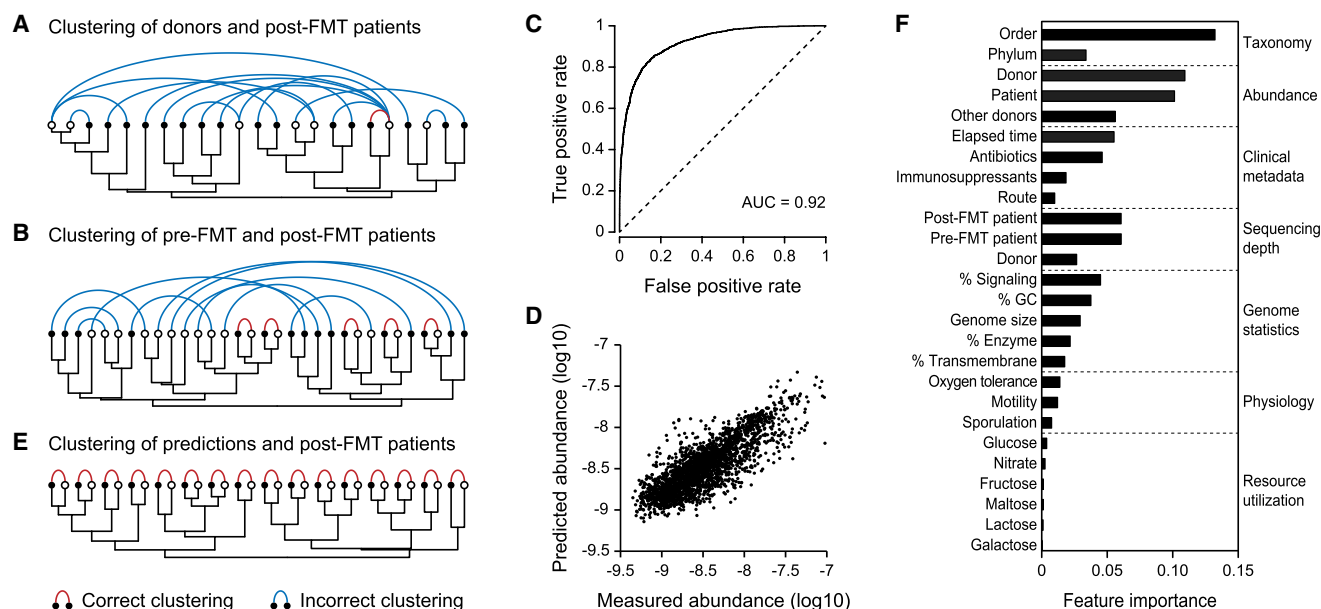 A Clustering of donors and post-FMT patients
B Clustering of pre-FMT and post-FMT patients
E Clustering of predictions and post-FMT patients
Correct clustering
Incorrect clustering
C
True positive rate
1
0.8
0.6
0.4
0.2
0
AUC = 0.92
0 0.2 0.4 0.6 0.8 1
False positive rate
D
Predicted abundance (log10)
-7
-7.5
-8
-8.5
-9
-9.5
-9.5 -9 -8.5 -8 -7.5 -7
Measured abundance (log10)
F
Order
Phylum
Taxonomy
Donor
Patient
Other donors
Abundance
Elapsed time
Antibiotics
Immunosuppressants
Route
Clinical
metadata
Post-FMT patient
Pre-FMT patient
Donor
Sequencing
depth
% Signaling
% GC
Genome size
% Enzyme
% Transmembrane
Genome
statistics
Oxygen tolerance
Motility
Sporulation
Physiology
Glucose
Nitrate
Fructose
Maltose
Lactose
Galactose
Resource
utilization
0 0.05 0.10 0.15
Feature importance